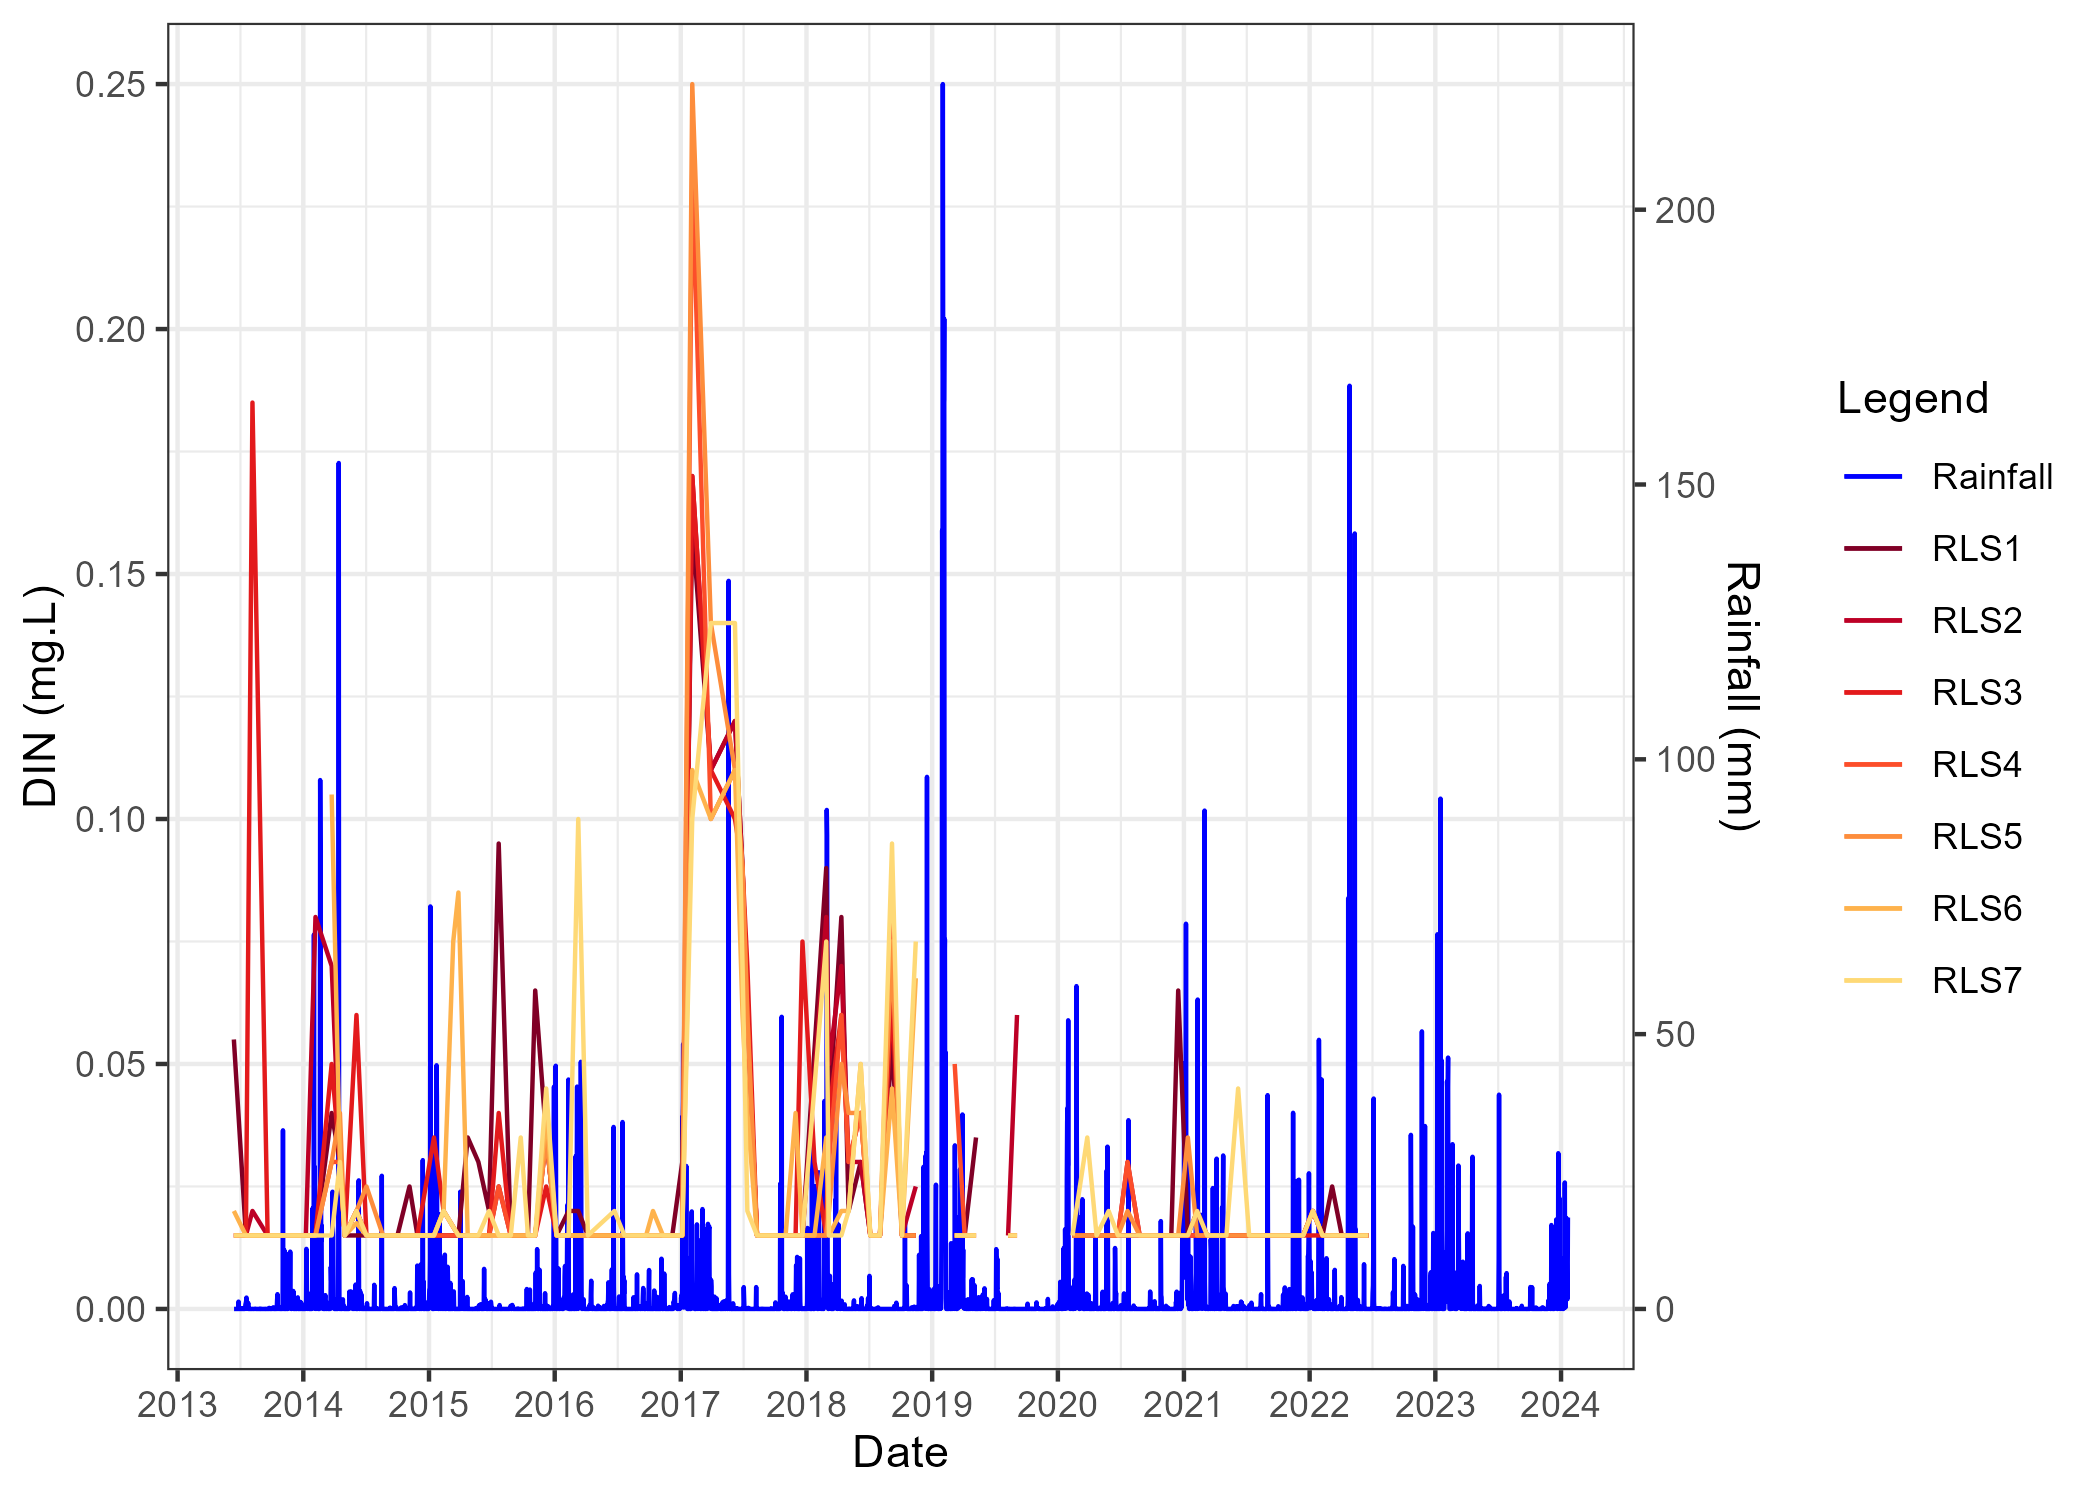 0.25
0.20
0.15
0.10
0.05
0.00
DIN (mg.L)
200
150
100
50
0
Rainfall (mm)
2013 2014 2015 2016 2017 2018 2019 2020 2021 2022 2023 2024
Date
Legend
Rainfall
RLS1
RLS2
RLS3
RLS4
RLS5
RLS6
RLS7